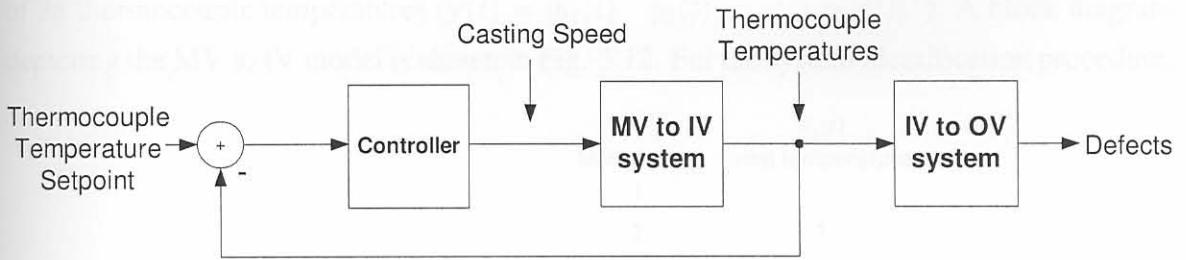 Casting Speed
Thermocouple
Temperatures
Thermocouple
Temperature
Setpoint
+
-
Controller
MV to IV
system
IV to OV
system
Defects